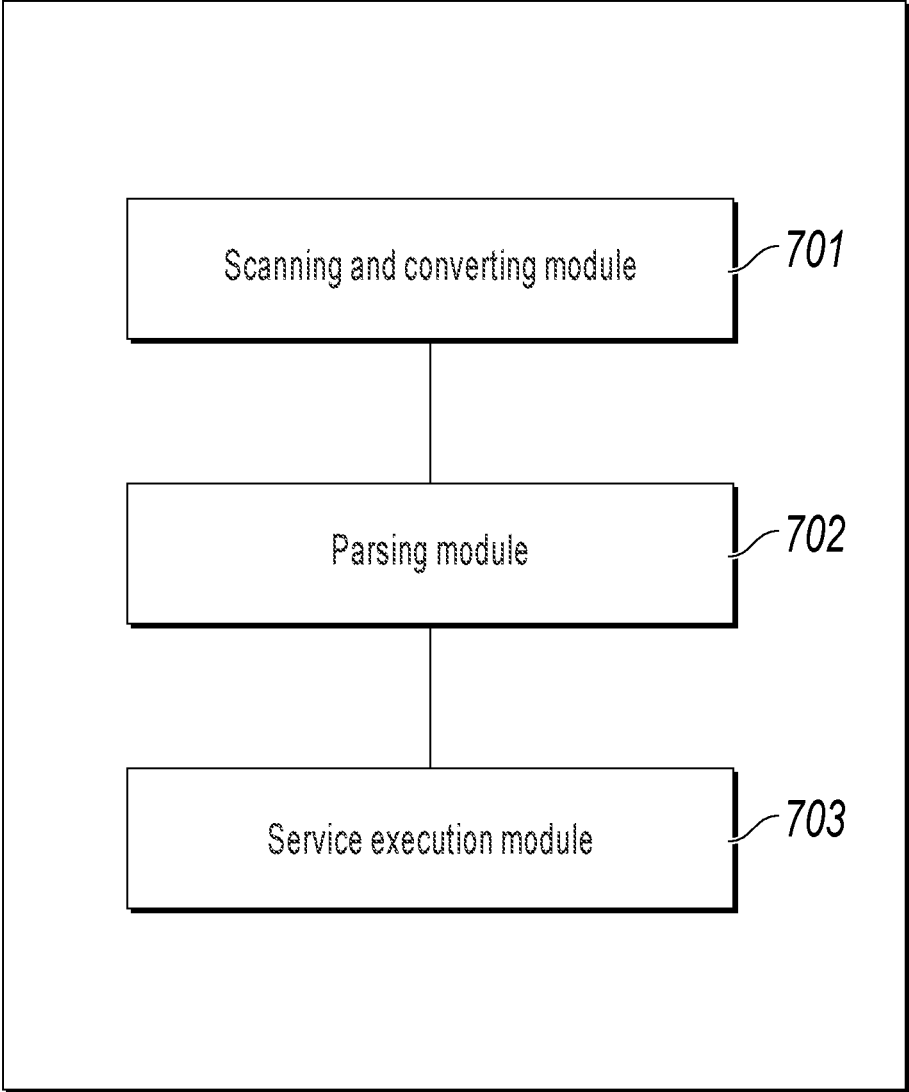 Scanning and converting module
701
Parsing module
702
Service execution module
703